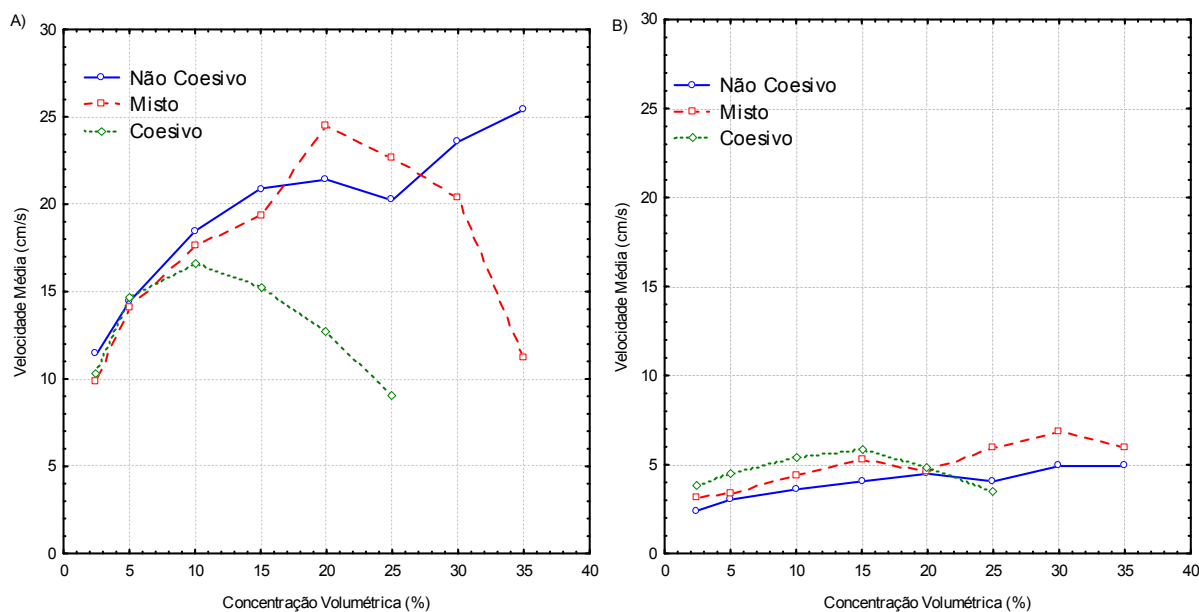 A)
30
25
20
15
10
5
0
Velocidade Média (cm/s)
Não Coesivo
Misto
Coesivo
0 5 10 15 20 25 30 35 40
Concentração Volumétrica (%)
B)
30
25
20
15
10
5
0
Velocidade Média (cm/s)
Não Coesivo
Misto
Coesivo
0 5 10 15 20 25 30 35 40
Concentração Volumétrica (%)